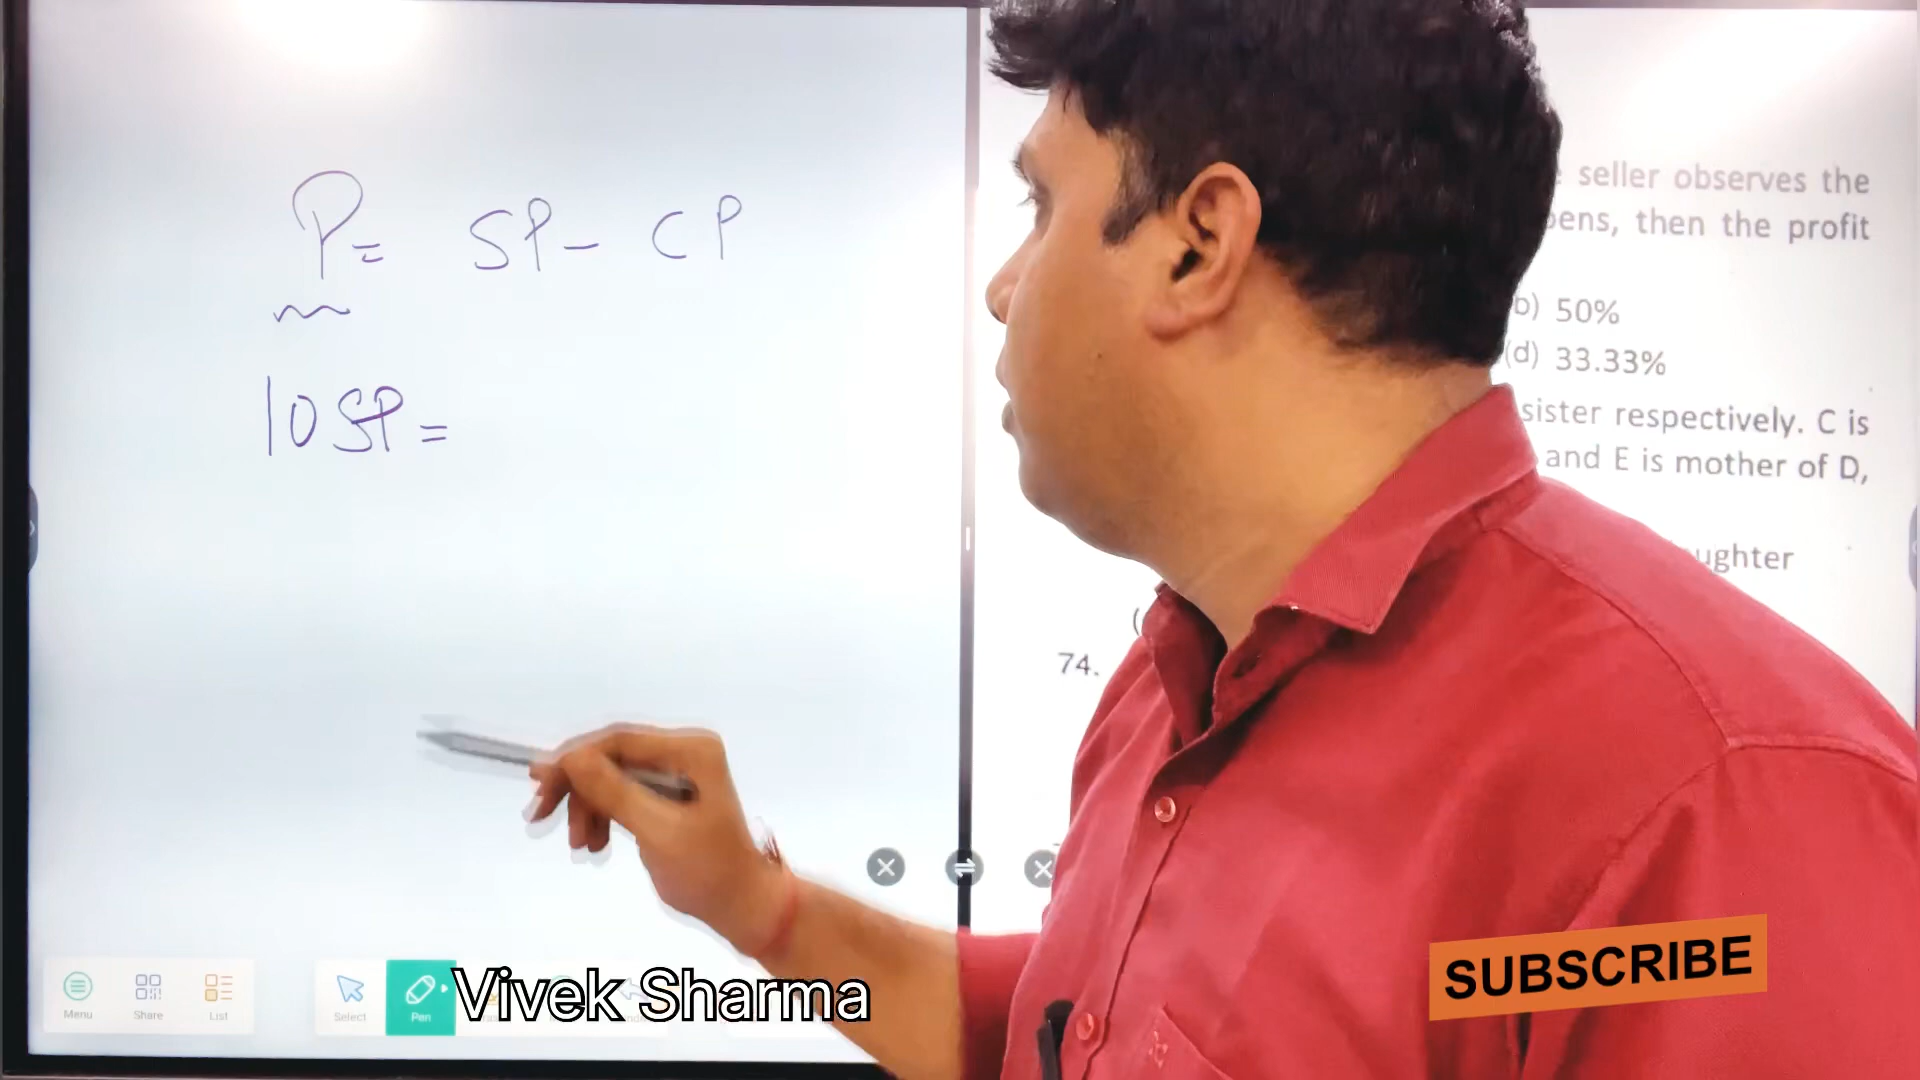 P = SP - CP
10 SP =
seller observes the
pens, then the profit
b) 50%
(d) 33.33%
sister respectively. C is
and E is mother of D,
ughter
(
74.
Menu
Share
List
Select
Pen
Vivek Sharma
SUBSCRIBE